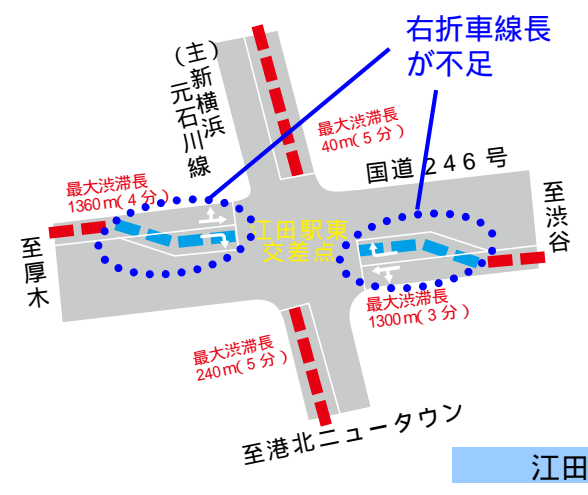 右折車線長
が不足
(主)新横浜
元石川線
最大渋滞長
40m(5分)
国道246号
最大渋滞長
1360m(4分)
至渋谷
江田駅東
交差点
至厚木
最大渋滞長
1300m(3分)
最大渋滞長
240m(5分)
至港北ニュータウン
江田